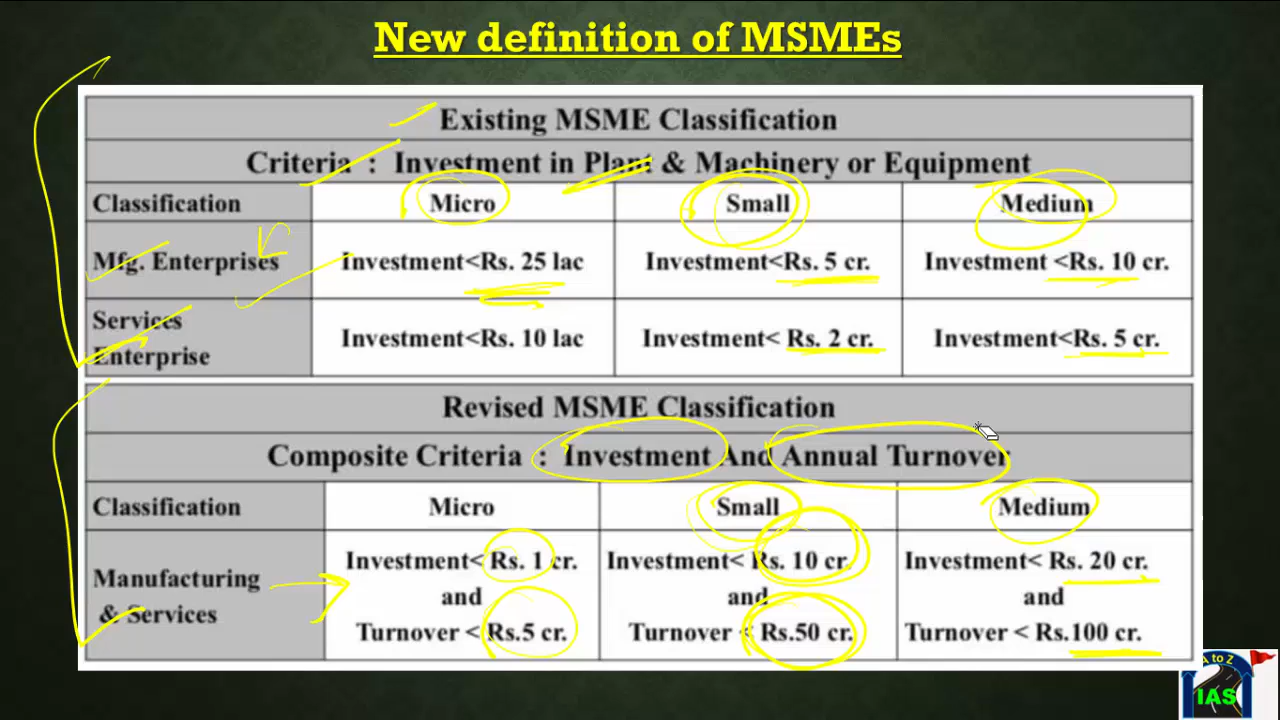 New definition of MSMEs
Existing MSME Classification
Criteria : Investment in Plant & Machinery or Equipment
Classification Micro Small Medium
Mfg. Enterprises Investment<Rs. 25 lac Investment<Rs. 5 cr. Investment <Rs. 10 cr.
Services
Enterprise Investment<Rs. 10 lac Investment< Rs. 2 cr. Investment<Rs. 5 cr.
Revised MSME Classification
Composite Criteria : Investment And Annual Turnover
Classification Micro Small Medium
Manufacturing
& Services
Investment< Rs. 1 cr.
and
Turnover < Rs.5 cr.
Investment< Rs. 10 cr.
and
Turnover < Rs.50 cr.
Investment< Rs. 20 cr.
and
Turnover < Rs.100 cr.
A to Z
IAS